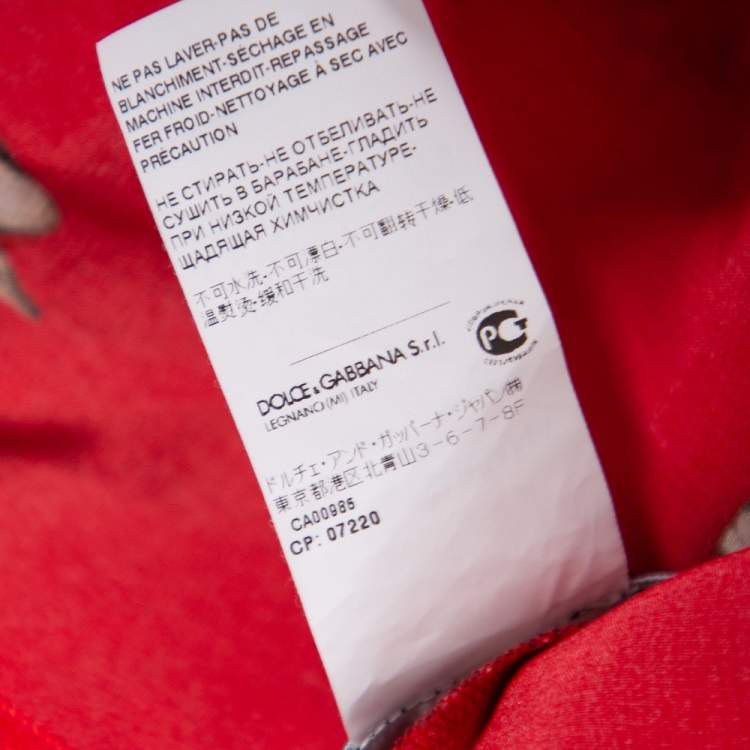 NE PAS LAVER-PAS DE
BLANCHIMENT-SÉCHAGE EN
MACHINE INTERDIT-REPASSAGE
FER FROID-NETTOYAGE À SEC AVEC
PRÉCAUTION
НЕ СТИРАТЬ-НЕ ОТБЕЛИВАТЬ-НЕ
СУШИТЬ В БАРАБАНЕ-ГЛАДИТЬ
ПРИ НИЗКОЙ ТЕМПЕРАТУРЕ-
ЩАДЯЩАЯ ХИМЧИСТКА
不可水洗-不可漂白-不可翻转干燥-低
温熨烫-缓和干洗
DOLCE & GABBANA S.r.l.
LEGNANO (MI) ITALY
РСТ
ドルチェ・アンド・ガッバーナ・ジャパン㈱
東京都港区北青山3-6-7-8F
CA00985
CP: 07220